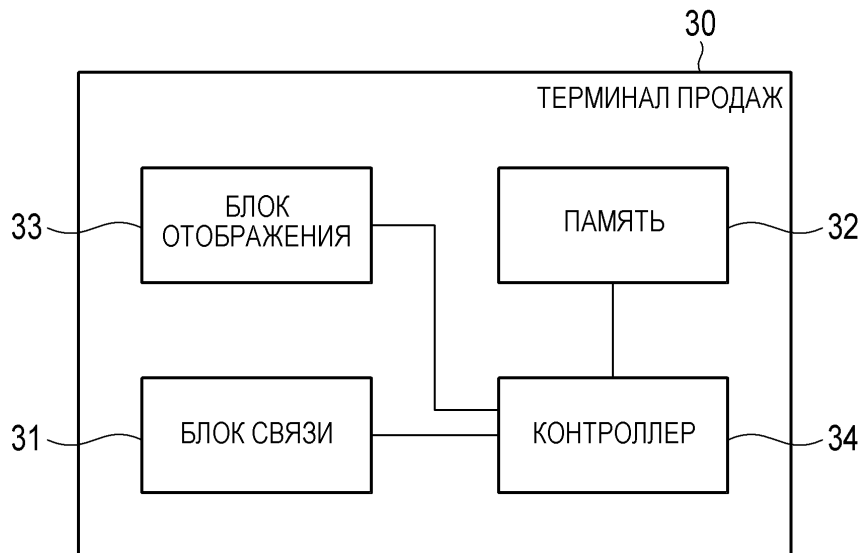 30
ТЕРМИНАЛ ПРОДАЖ
33
БЛОК
ОТОБРАЖЕНИЯ
ПАМЯТЬ
32
31
БЛОК СВЯЗИ
КОНТРОЛЛЕР
34